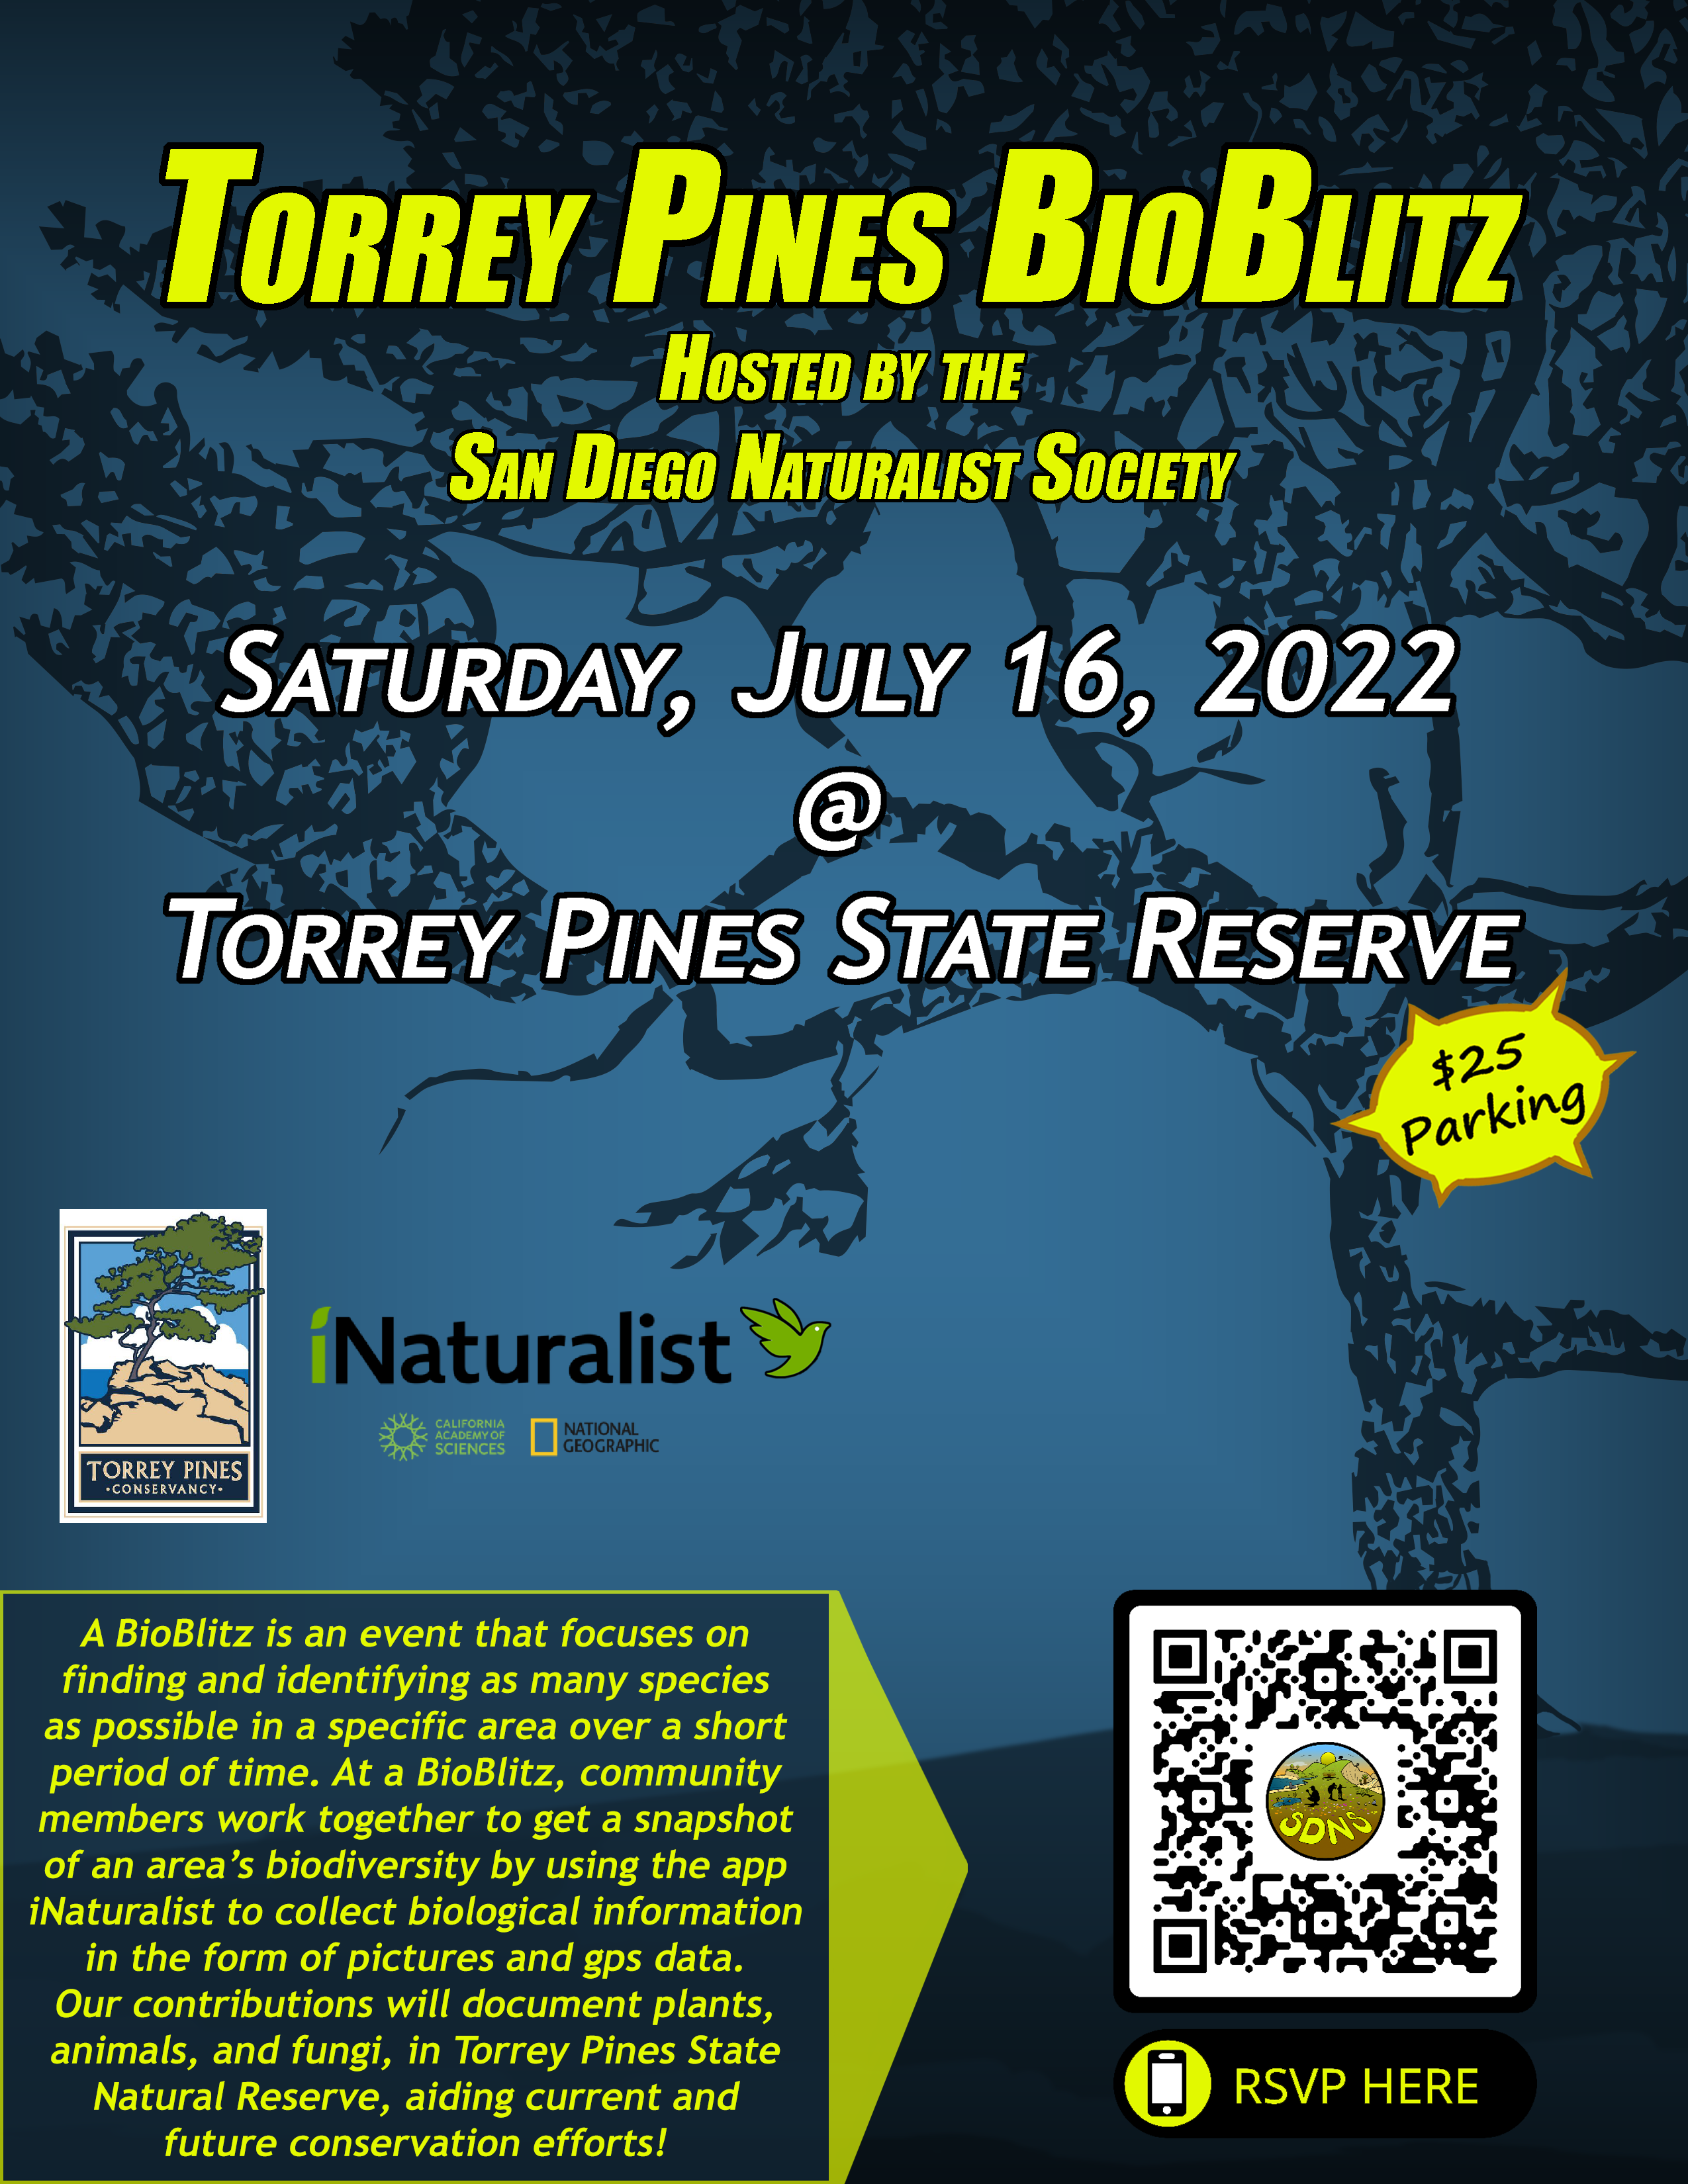 Torrey Pines BioBlitz
Hosted by the
San Diego Naturalist Society
Saturday, July 16, 2022
@
Torrey Pines State Reserve
$25
Parking
TORREY PINES
•CONSERVANCY•
iNaturalist
CALIFORNIA
ACADEMY OF
SCIENCES
NATIONAL
GEOGRAPHIC
A BioBlitz is an event that focuses on
finding and identifying as many species
as possible in a specific area over a short
period of time. At a BioBlitz, community
members work together to get a snapshot
of an area’s biodiversity by using the app
iNaturalist to collect biological information
in the form of pictures and gps data.
Our contributions will document plants,
animals, and fungi, in Torrey Pines State
Natural Reserve, aiding current and
future conservation efforts!
SDNS
RSVP HERE